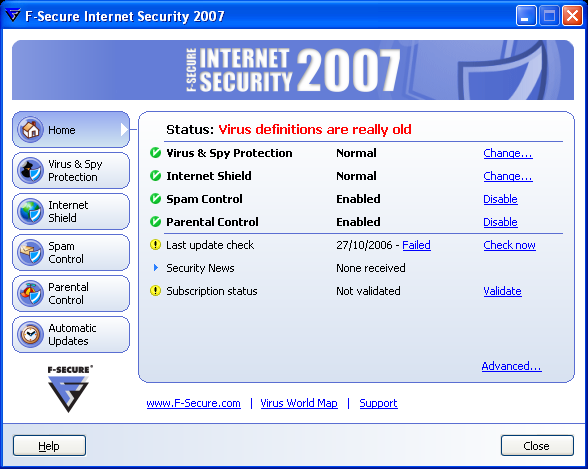 F-Secure Internet Security 2007
F-SECURE INTERNET SECURITY 2007
Home
Virus & Spy Protection
Internet Shield
Spam Control
Parental Control
Automatic Updates
F-SECURE®
Status: Virus definitions are really old
Virus & Spy Protection Normal Change...
Internet Shield Normal Change...
Spam Control Enabled Disable
Parental Control Enabled Disable
Last update check 27/10/2006 - Failed Check now
Security News None received
Subscription status Not validated Validate
Advanced...
www.F-Secure.com | Virus World Map | Support
Help Close